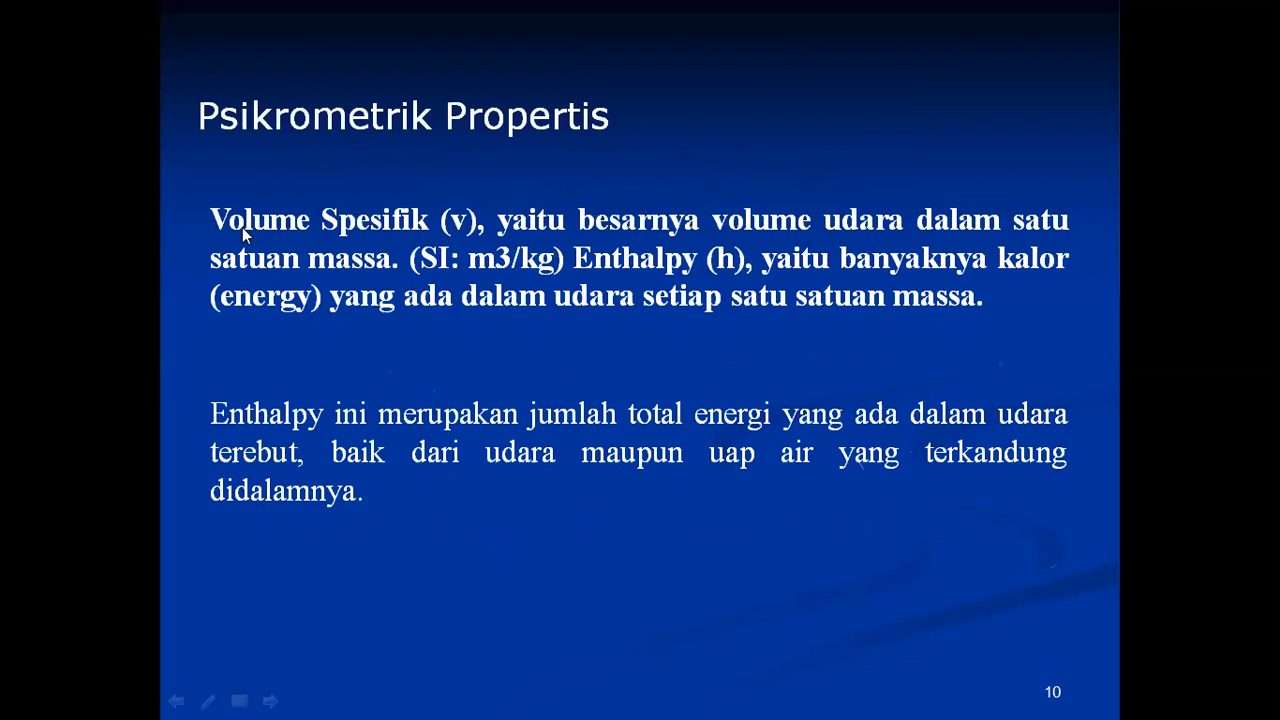 Psikrometrik Propertis
Volume Spesifik (v), yaitu besarnya volume udara dalam satu
satuan massa. (SI: m3/kg) Enthalpy (h), yaitu banyaknya kalor
(energy) yang ada dalam udara setiap satu satuan massa.
Enthalpy ini merupakan jumlah total energi yang ada dalam udara
terebut, baik dari udara maupun uap air yang terkandung
didalamnya.
10